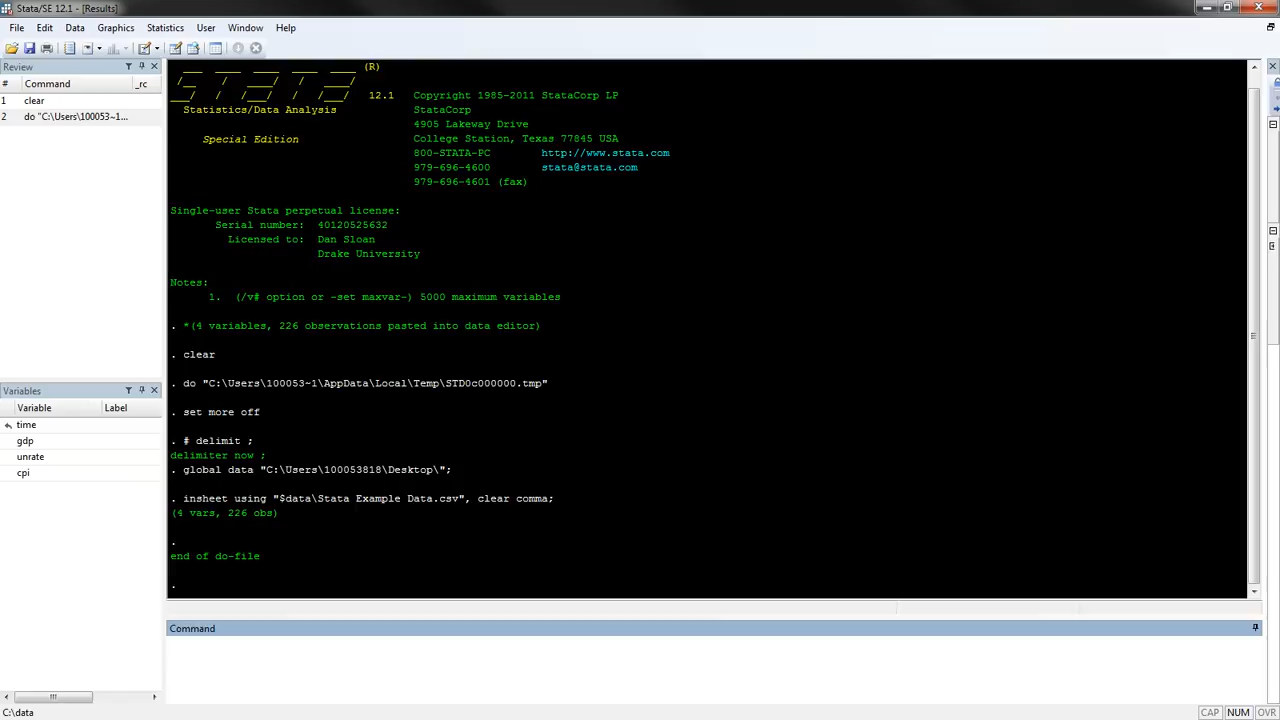 Stata/SE 12.1 - [Results]
File Edit Data Graphics Statistics User Window Help
Review
# Command _rc
1 clear
2 do "C:\Users\100053~1...
Variables
Variable Label
time
gdp
unrate
cpi
(R)
12.1 Copyright 1985-2011 StataCorp LP
Statistics/Data Analysis StataCorp
4905 Lakeway Drive
Special Edition College Station, Texas 77845 USA
800-STATA-PC http://www.stata.com
979-696-4600 stata@stata.com
979-696-4601 (fax)
Single-user Stata perpetual license:
Serial number: 40120525632
Licensed to: Dan Sloan
Drake University
Notes:
1. (/v# option or -set maxvar-) 5000 maximum variables
. *(4 variables, 226 observations pasted into data editor)
. clear
. do "C:\Users\100053~1\AppData\Local\Temp\STD0c000000.tmp"
. set more off
. # delimit ;
delimiter now ;
. global data "C:\Users\100053818\Desktop\";
. insheet using "$data\Stata Example Data.csv", clear comma;
(4 vars, 226 obs)
.
end of do-file
.
Command
C:\data
CAP NUM OVR